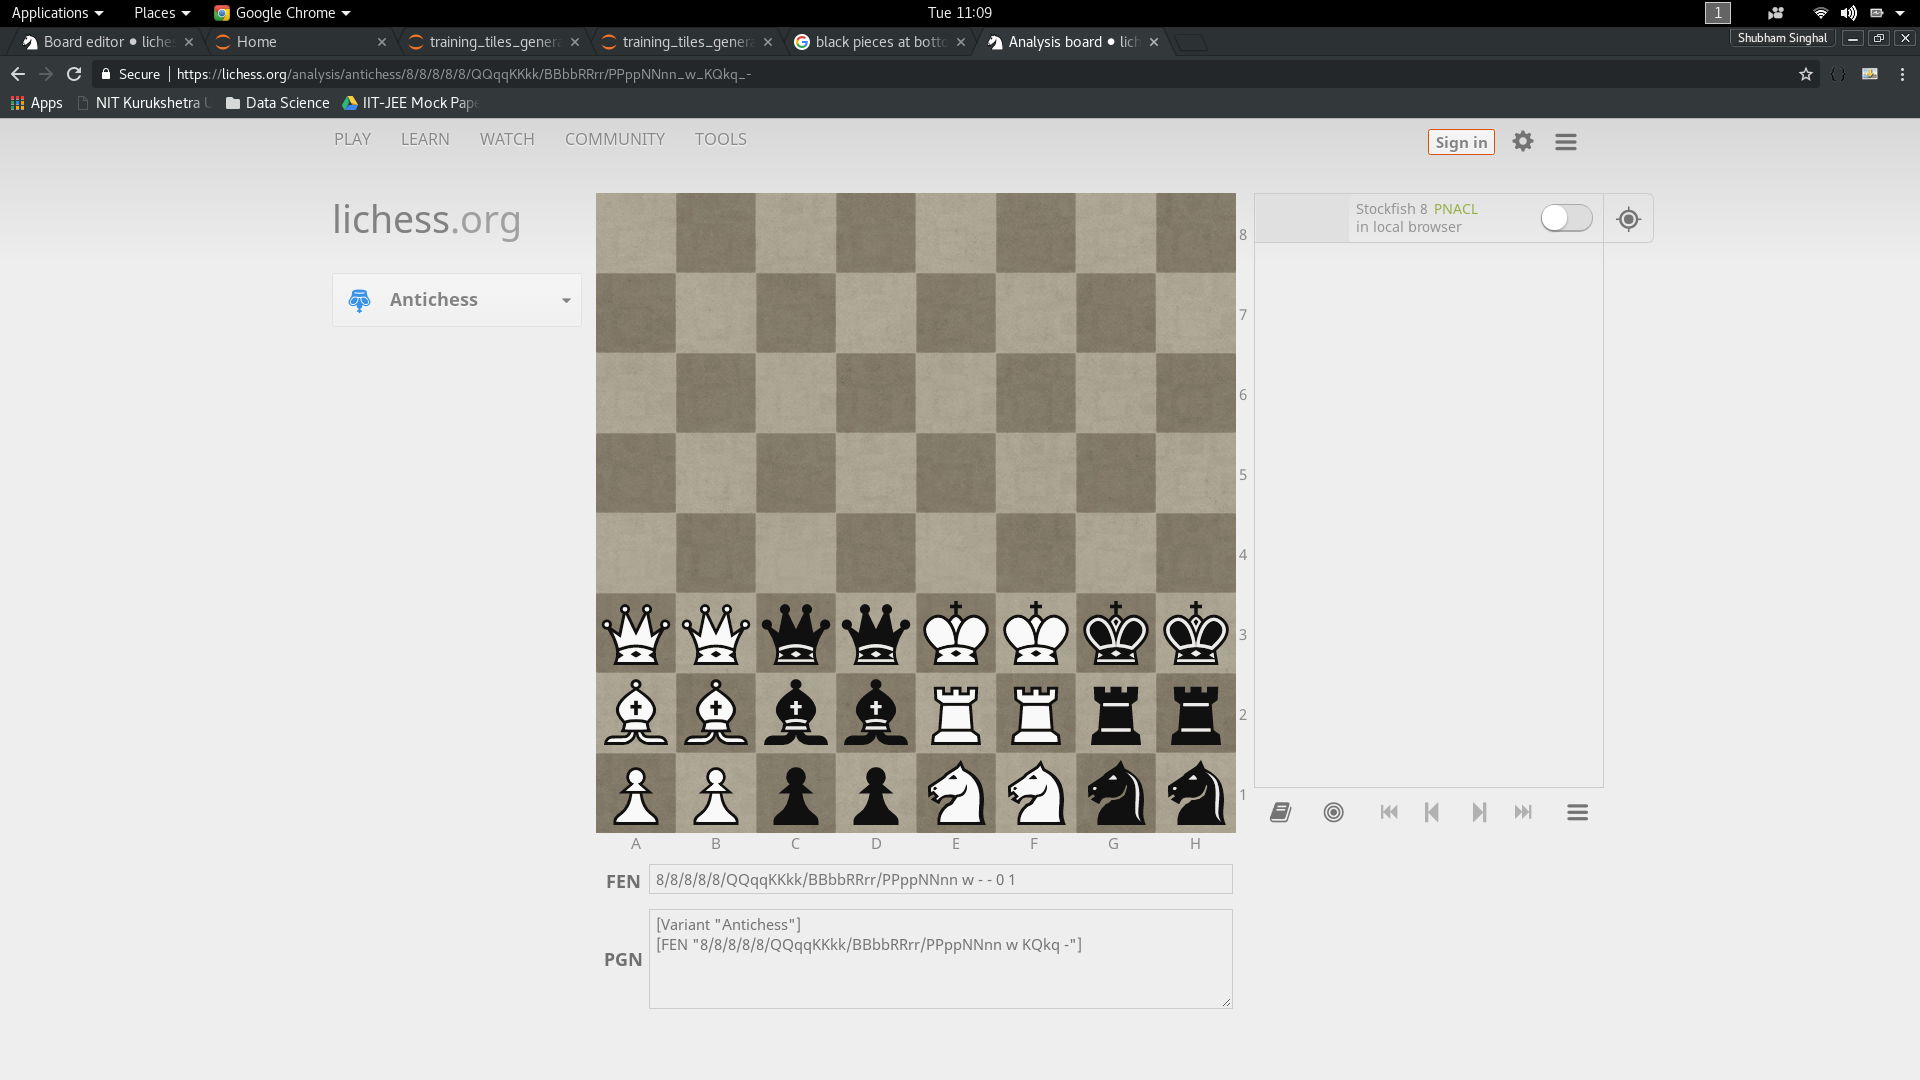 Applications Places Google Chrome Tue 11:09 1
Board editor • liche Home training_tiles_genera training_tiles_genera black pieces at botto Analysis board • lich Shubham Singhal
Secure https://lichess.org/analysis/antichess/8/8/8/8/8/QQqqKKkk/BBbbRRrr/PPppNNnn_w_KQkq_-
Apps NIT Kurukshetra U Data Science IIT-JEE Mock Pape
PLAY LEARN WATCH COMMUNITY TOOLS Sign in
lichess.org
Antichess
Stockfish 8 PNACL
in local browser
8
7
6
5
4
3
2
1
A B C D E F G H
FEN 8/8/8/8/8/QQqqKKkk/BBbbRRrr/PPppNNnn w - - 0 1
[Variant "Antichess"]
[FEN "8/8/8/8/8/QQqqKKkk/BBbbRRrr/PPppNNnn w KQkq -"]
PGN